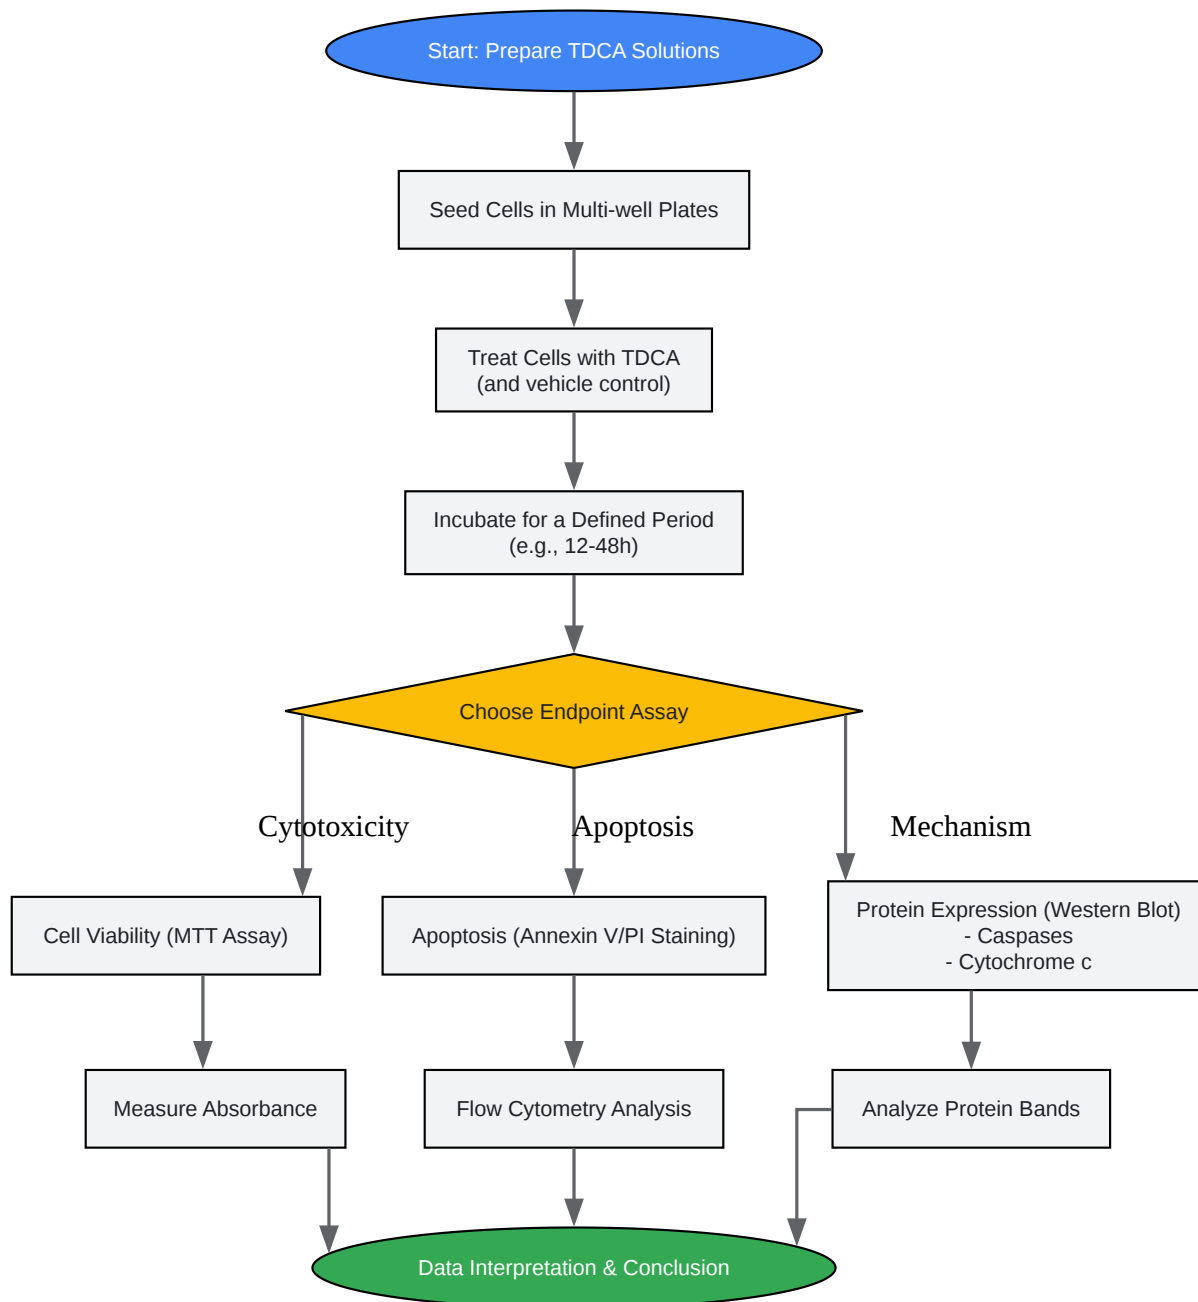 Start: Prepare TDCA Solutions
Seed Cells in Multi-well Plates
Treat Cells with TDCA
(and vehicle control)
Incubate for a Defined Period
(e.g., 12-48h)
Choose Endpoint Assay
Cytotoxicity
Apoptosis
Mechanism
Cell Viability (MTT Assay)
Apoptosis (Annexin V/PI Staining)
Protein Expression (Western Blot)
- Caspases
- Cytochrome c
Measure Absorbance
Flow Cytometry Analysis
Analyze Protein Bands
Data Interpretation & Conclusion